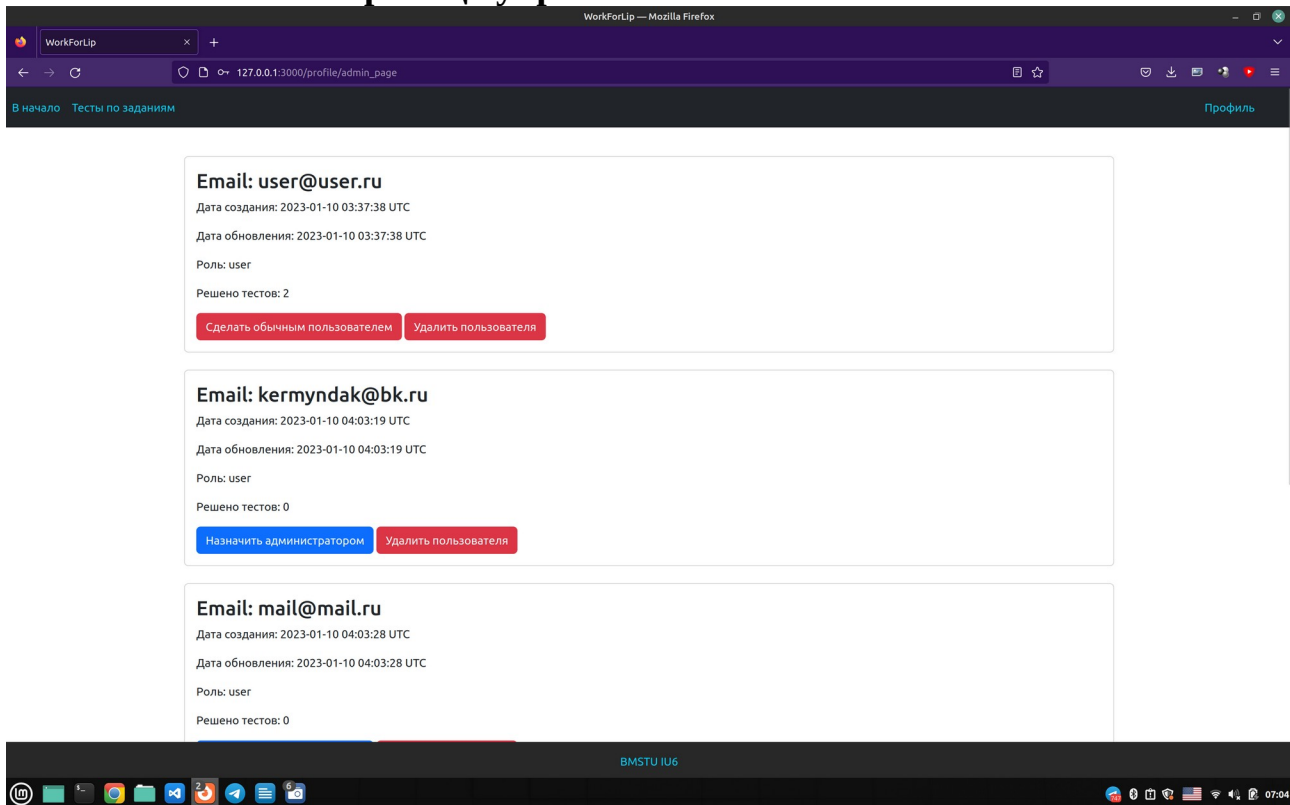 WorkForLip — Mozilla Firefox
WorkForLip
127.0.0.1:3000/profile/admin_page
В начало Тесты по заданиям Профиль
Email: user@user.ru
Дата создания: 2023-01-10 03:37:38 UTC
Дата обновления: 2023-01-10 03:37:38 UTC
Роль: user
Решено тестов: 2
Сделать обычным пользователем Удалить пользователя
Email: kermyndak@bk.ru
Дата создания: 2023-01-10 04:03:19 UTC
Дата обновления: 2023-01-10 04:03:19 UTC
Роль: user
Решено тестов: 0
Назначить администратором Удалить пользователя
Email: mail@mail.ru
Дата создания: 2023-01-10 04:03:28 UTC
Дата обновления: 2023-01-10 04:03:28 UTC
Роль: user
Решено тестов: 0
BMSTU IU6
2 6 07:04